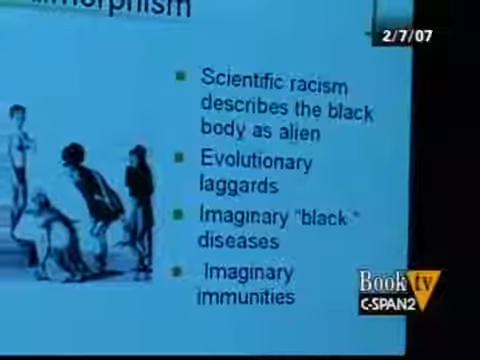 2/7/07
Scientific racism
describes the black
body as alien
Evolutionary
laggards
Imaginary "black "
diseases
Imaginary
immunities
Book tv
C-SPAN2